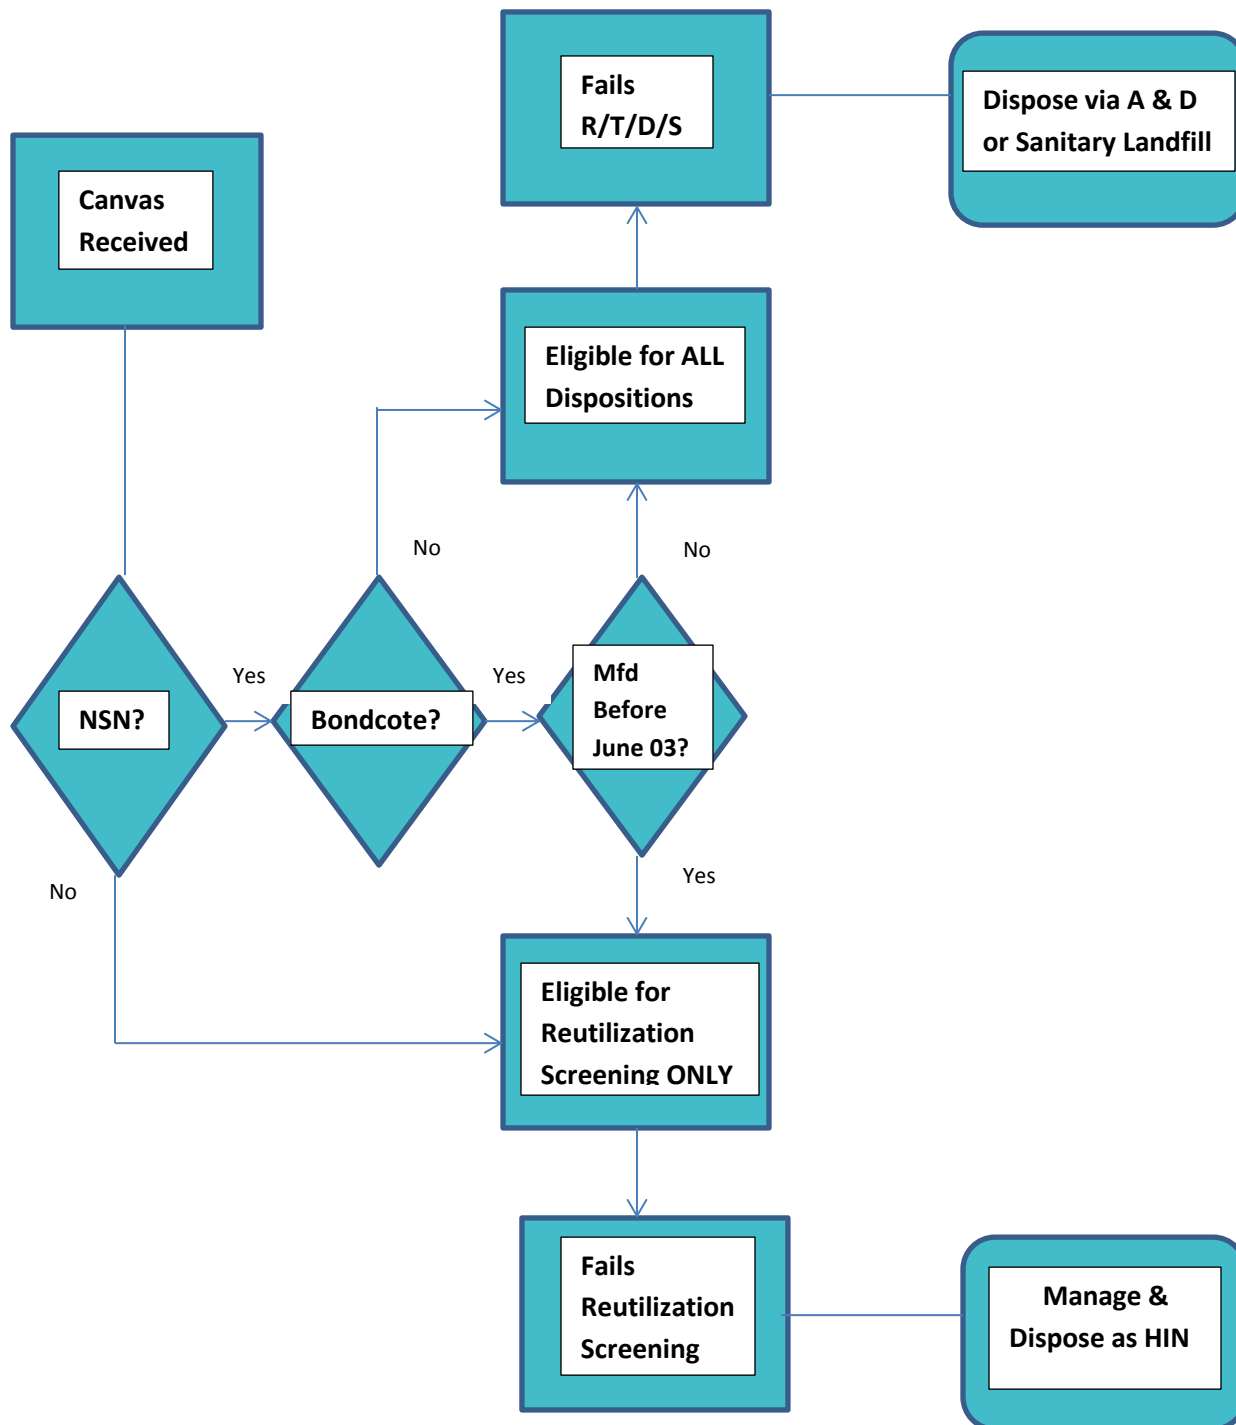 Fails
R/T/D/S
Dispose via A & D
or Sanitary Landfill
Canvas
Received
Eligible for ALL
Dispositions
No
No
Yes
Yes
NSN?
Bondcote?
Mfd
Before
June 03?
No
Yes
Eligible for
Reutilization
Screening ONLY
Fails
Reutilization
Screening
Manage &
Dispose as HIN